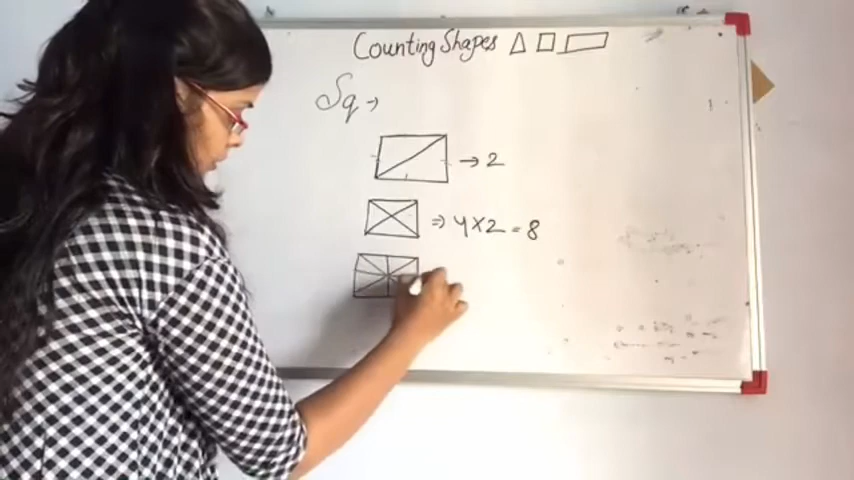 Counting Shapes
Sq →
→ 2
⇒ 4×2 = 8